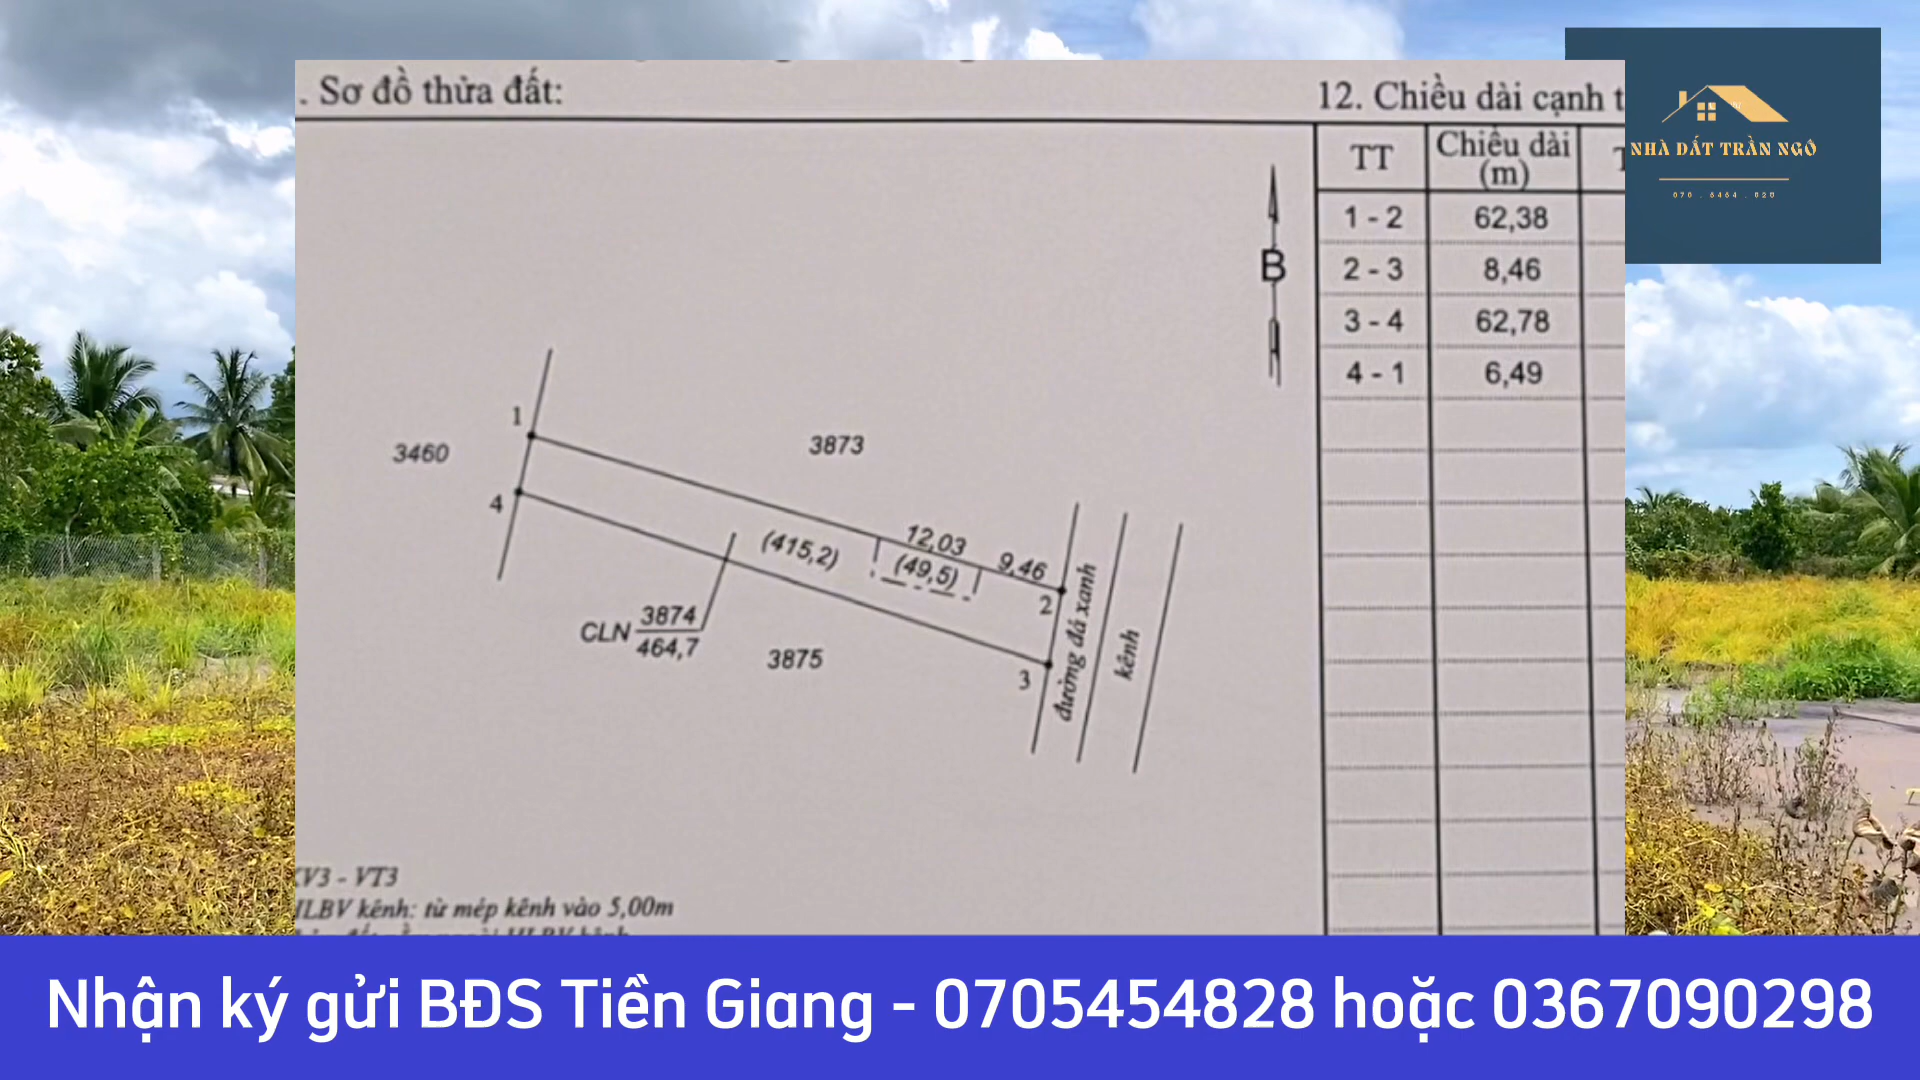 . Sơ đồ thửa đất:
12. Chiều dài cạnh t
TT
Chiều dài
(m)
1 - 2
62,38
2 - 3
8,46
3 - 4
62,78
4 - 1
6,49
NHÀ ĐẤT TRẦN NGÔ
B
1
3460
4
3873
12,03
9,46
(415,2)
(49,5)
2
3
CLN
3874
464,7
3875
đường đá xanh
kênh
KV3 - VT3
HLBV kênh: từ mép kênh vào 5,00m
Nhận ký gửi BĐS Tiền Giang - 0705454828 hoặc 0367090298